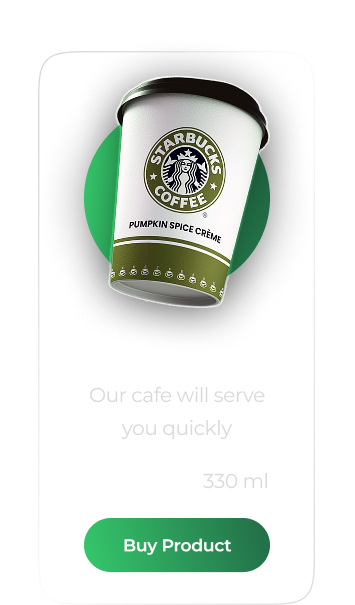 STARBUCKS
COFFEE
®
PUMPKIN SPICE CRÈME
Our cafe will serve
you quickly
330 ml
Buy Product